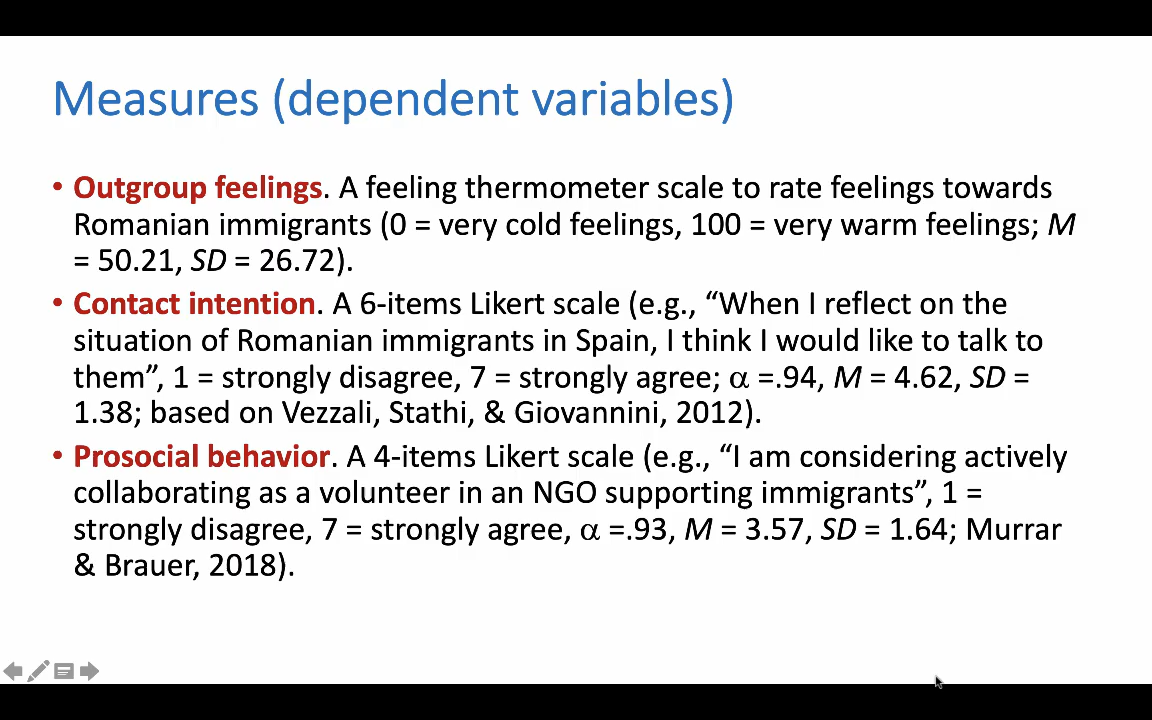 Measures (dependent variables)
• Outgroup feelings. A feeling thermometer scale to rate feelings towards
Romanian immigrants (0 = very cold feelings, 100 = very warm feelings; M
= 50.21, SD = 26.72).
• Contact intention. A 6-items Likert scale (e.g., “When I reflect on the
situation of Romanian immigrants in Spain, I think I would like to talk to
them”, 1 = strongly disagree, 7 = strongly agree; α =.94, M = 4.62, SD =
1.38; based on Vezzali, Stathi, & Giovannini, 2012).
• Prosocial behavior. A 4-items Likert scale (e.g., “I am considering actively
collaborating as a volunteer in an NGO supporting immigrants”, 1 =
strongly disagree, 7 = strongly agree, α =.93, M = 3.57, SD = 1.64; Murrar
& Brauer, 2018).